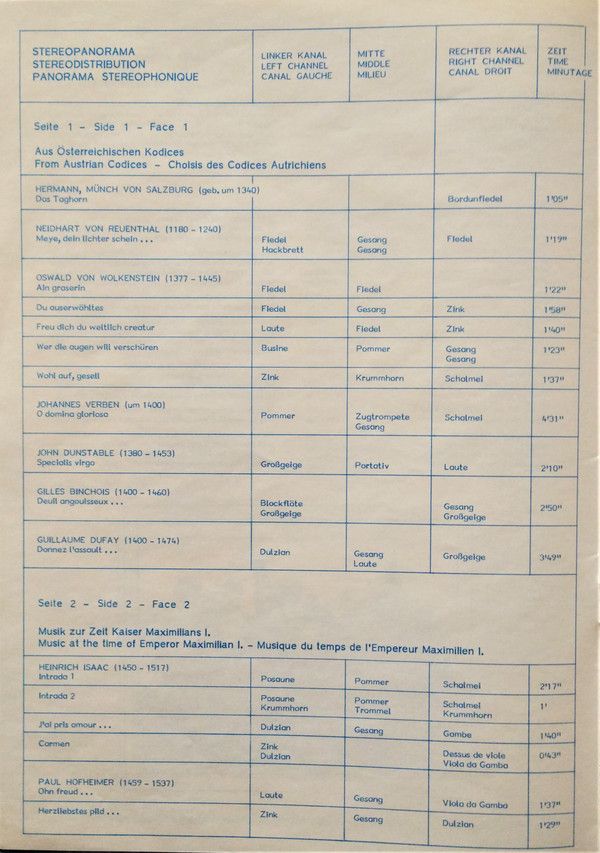 STEREOPANORAMA
STEREODISTRIBUTION
PANORAMA STEREOPHONIQUE
LINKER KANAL
LEFT CHANNEL
CANAL GAUCHE
MITTE
MIDDLE
MILIEU
RECHTER KANAL
RIGHT CHANNEL
CANAL DROIT
ZEIT
TIME
MINUTAGE
Seite 1 - Side 1 - Face 1
Aus Österreichischen Kodices
From Austrian Codices - Choisis des Codices Autrichiens
HERMANN, MÜNCH VON SALZBURG (geb. um 1340)
Das Taghorn Bordunfiedel 1'05"
NEIDHART VON REUENTHAL (1180 - 1240)
Meye, dein lichter schein ... Fiedel Gesang Fiedel 1'19"
Hackbrett Gesang
OSWALD VON WOLKENSTEIN (1377 - 1445)
Ain graserin Fiedel Fiedel 1'22"
Du auserwöhltes Fiedel Gesang Zink 1'58"
Freu dich du weltlich creatur Laute Fiedel Zink 1'40"
Wer die augen will verschüren Busine Pommer Gesang 1'23"
Gesang
Wohl auf, gesell Zink Krummhorn Schalmei 1'37"
JOHANNES VERBEN (um 1400)
O domina gloriosa Pommer Zugtrompete Schalmei 4'31"
Gesang
JOHN DUNSTABLE (1380 - 1453)
Specialis virgo Großgeige Portativ Laute 2'10"
GILLES BINCHOIS (1400 - 1460)
Deuil angoulsseux ... Blockflöte Gesang 2'50"
Großgeige Großgeige
GUILLAUME DUFAY (1400 - 1474)
Donnez l'assault ... Dulzian Gesang Großgeige 3'49"
Laute
Seite 2 - Side 2 - Face 2
Musik zur Zeit Kaiser Maximilians I.
Music at the time of Emperor Maximilian I. - Musique du temps de l'Empereur Maximilien I.
HEINRICH ISAAC (1450 - 1517)
Intrada 1 Posaune Pommer Schalmei 2'17"
Intrada 2 Posaune Pommer Schalmei 1'
Krummhorn Trommel Krummhorn
J'ai pris amour ... Dulzian Gesang Gambe 1'40"
Carmen Zink Dessus de viole 0'43"
Dulzian Viola da Gamba
PAUL HOFHEIMER (1459 - 1537)
Ohn freud ... Laute Gesang Viola da Gamba 1'37"
Herzliebstes pild ... Zink Gesang Dulzian 1'29"